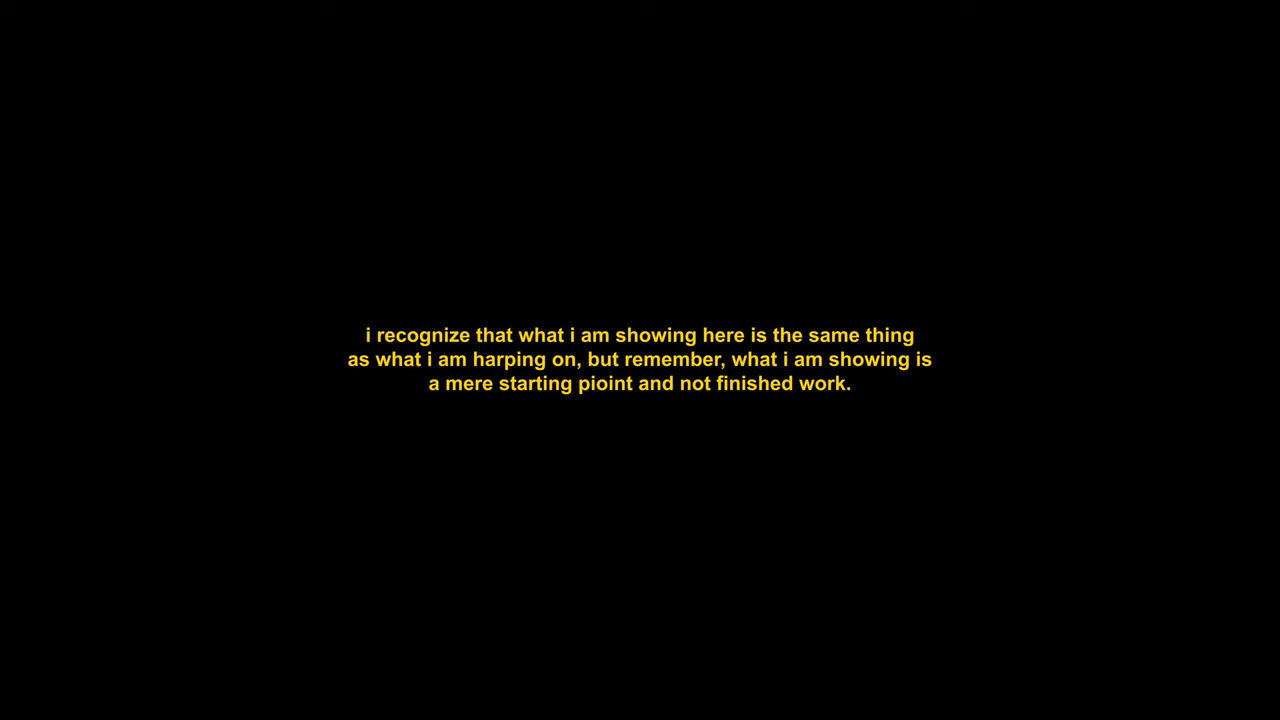 i recognize that what i am showing here is the same thing
as what i am harping on, but remember, what i am showing is
a mere starting pioint and not finished work.